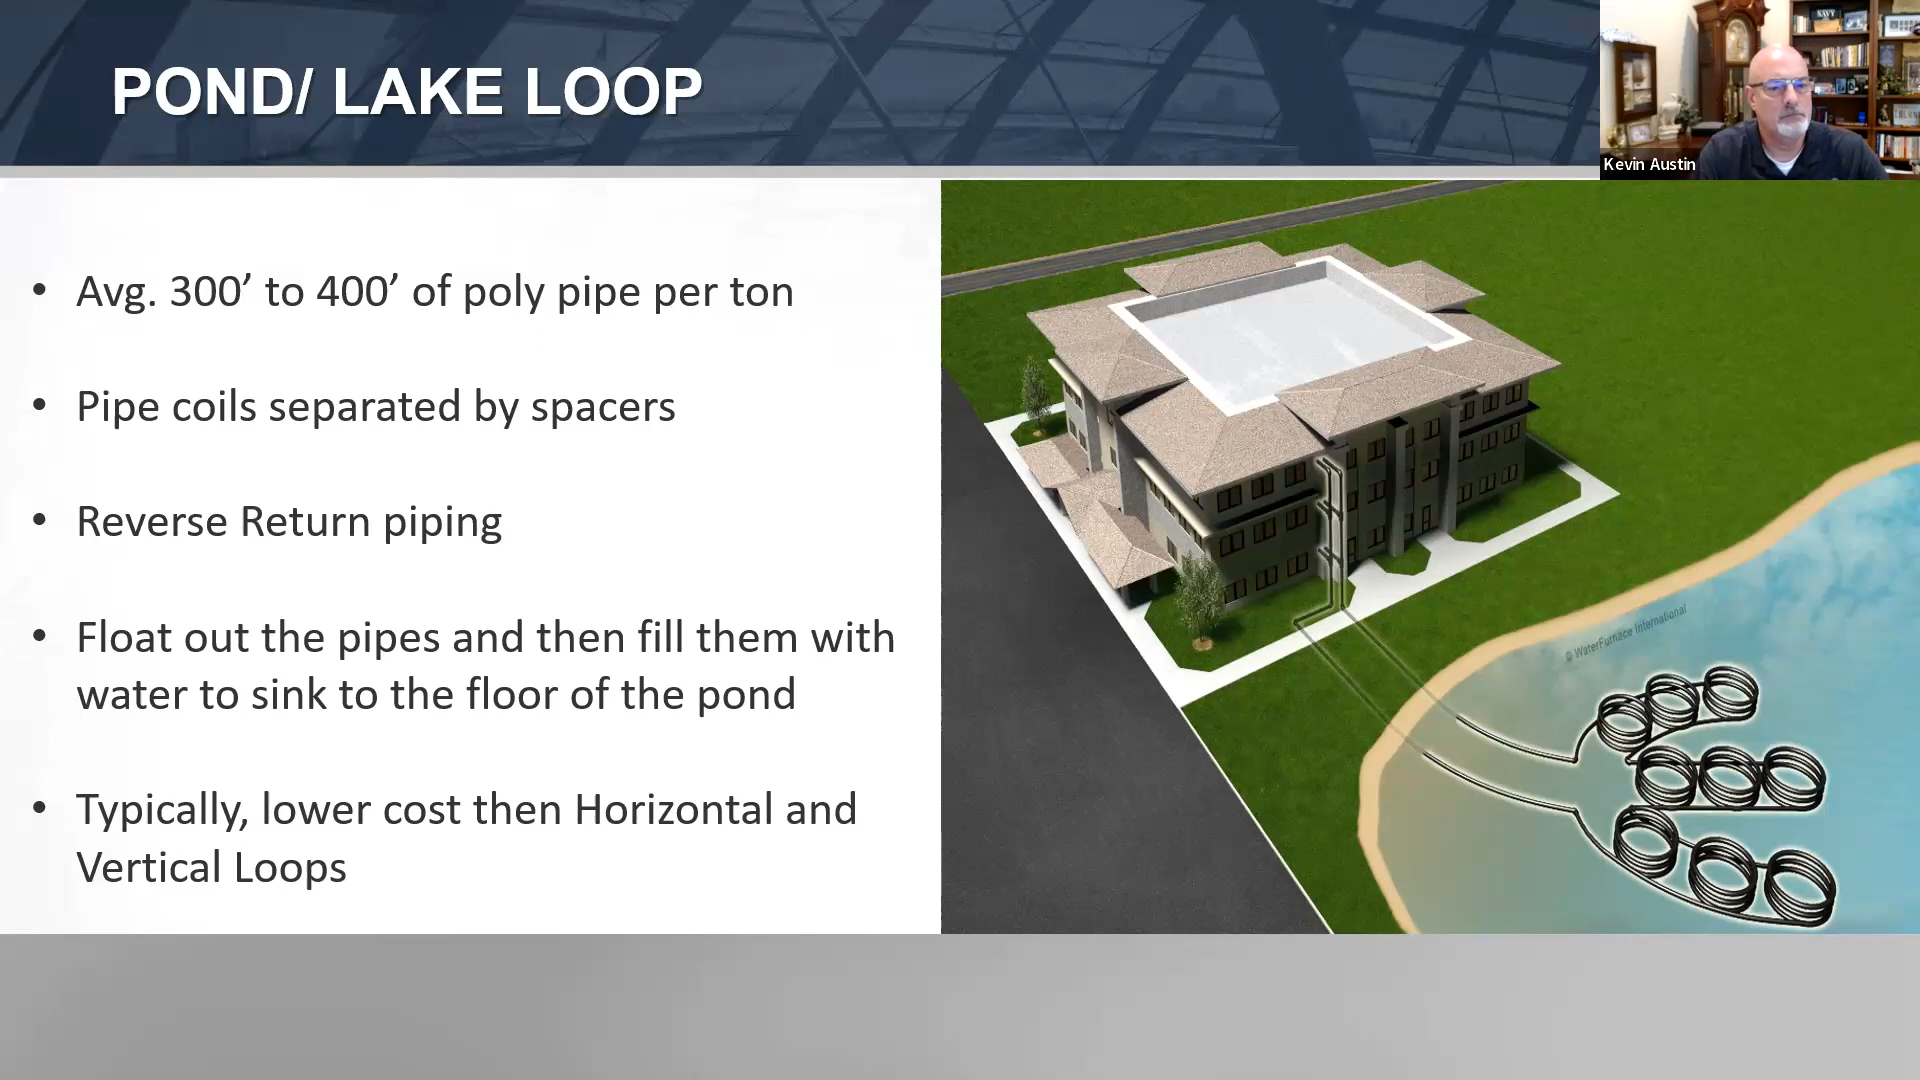 POND/ LAKE LOOP
NAVY
Kevin Austin
• Avg. 300’ to 400’ of poly pipe per ton
• Pipe coils separated by spacers
• Reverse Return piping
• Float out the pipes and then fill them with
water to sink to the floor of the pond
• Typically, lower cost then Horizontal and
Vertical Loops
© WaterFurnace International